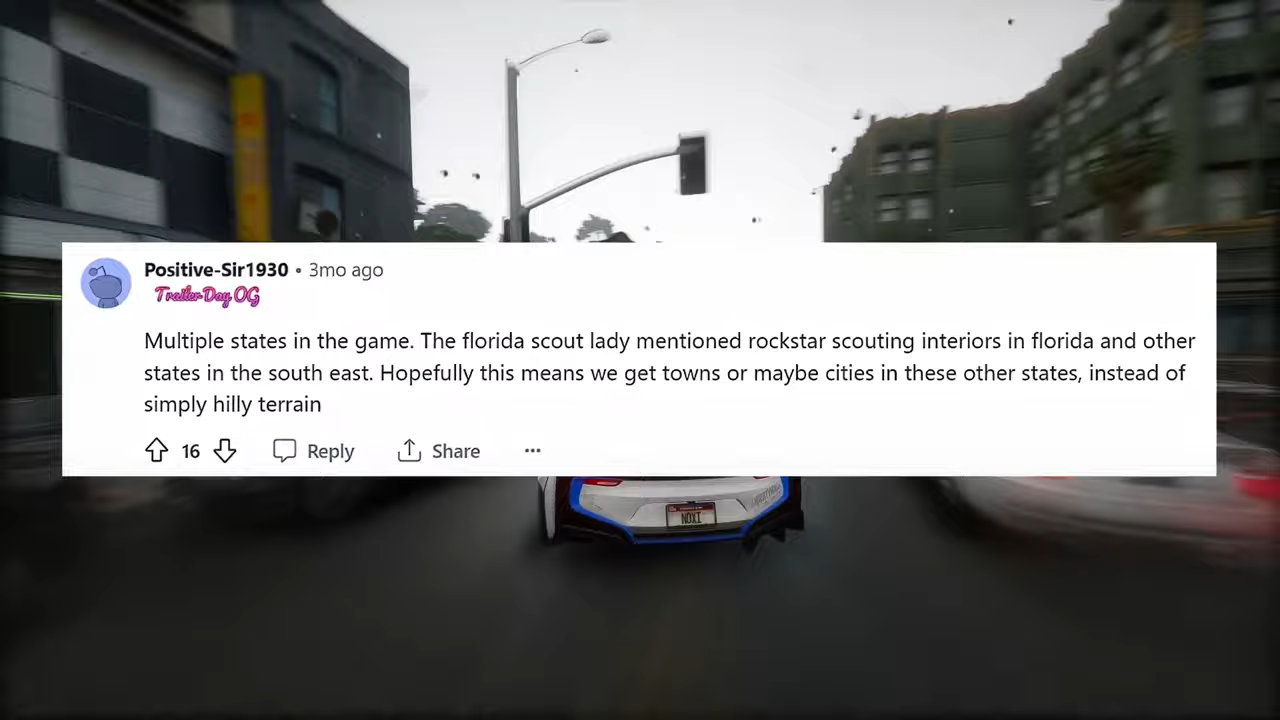 Positive-Sir1930 • 3mo ago
Trailer Day OG
Multiple states in the game. The florida scout lady mentioned rockstar scouting interiors in florida and other
states in the south east. Hopefully this means we get towns or maybe cities in these other states, instead of
simply hilly terrain
16 Reply Share ...
NOXI